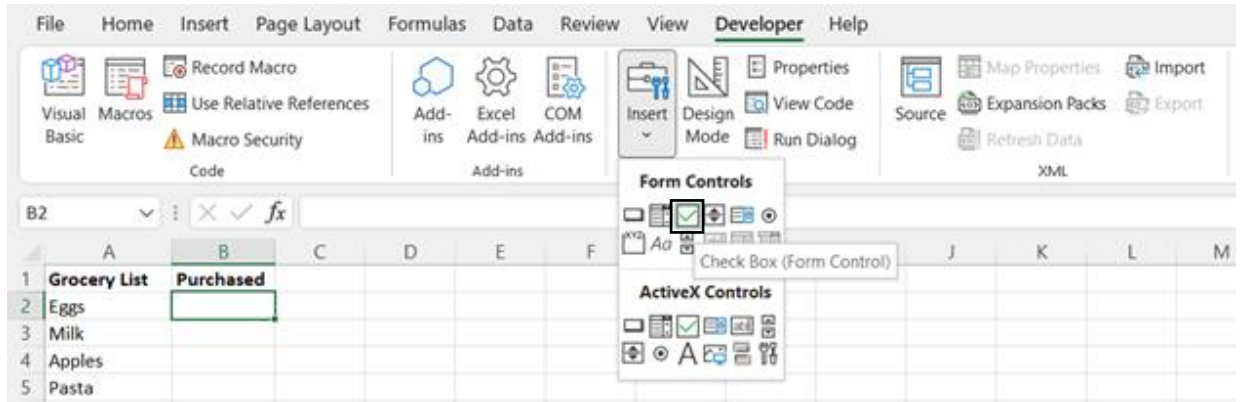 File Home Insert Page Layout Formulas Data Review View Developer Help
Record Macro
Use Relative References
Macro Security
Visual Basic
Macros
Code
Add-ins
Excel Add-ins
COM Add-ins
Add-ins
Insert
Design Mode
Properties
View Code
Run Dialog
Source
Map Properties
Expansion Packs
Refresh Data
Import
Export
XML
Form Controls
XYZ Aa
Check Box (Form Control)
ActiveX Controls
ab
A
B2 fx
A B C D E F J K L M
1 Grocery List Purchased
2 Eggs
3 Milk
4 Apples
5 Pasta